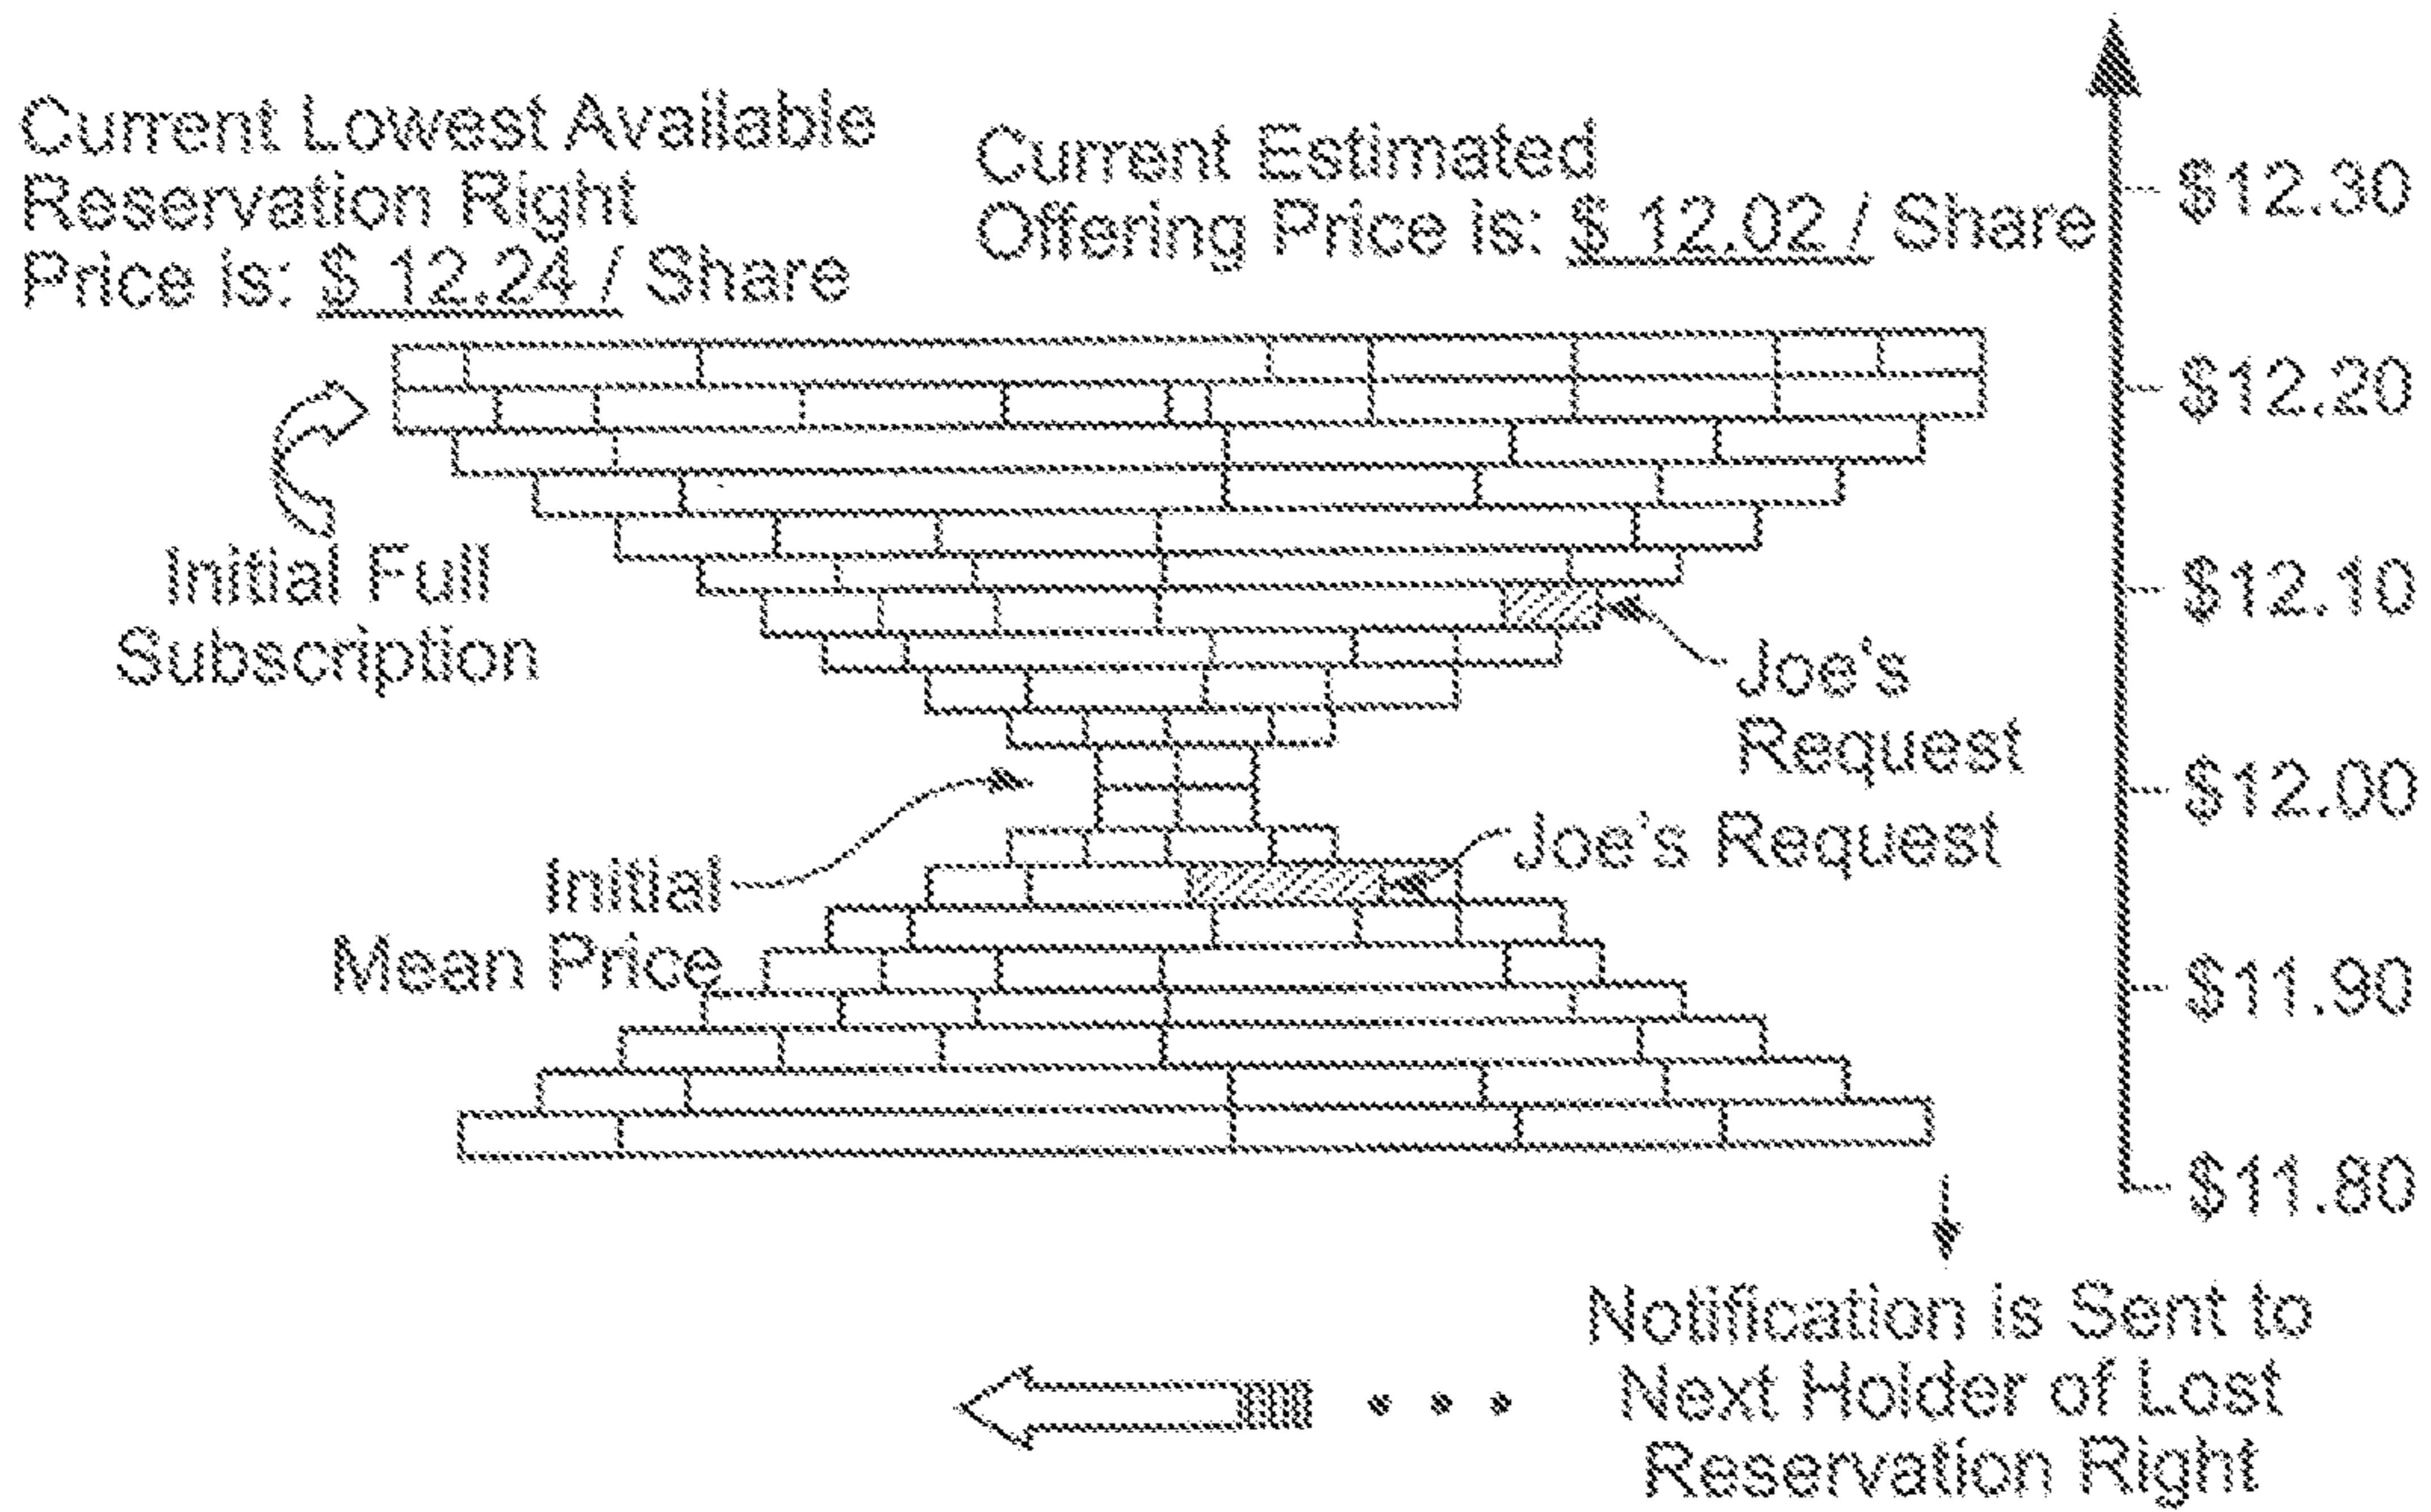 Current Lowest Available
Reservation Right
Price is: $ 12.24 / Share
Current Estimated
Offering Price is: $ 12.02 / Share
$12.30
$12.20
$12.10
$12.00
$11.90
$11.80
Initial Full
Subscription
Joe's
Request
Joe's Request
Initial
Mean Price
Notification is Sent to
Next Holder of Lost
Reservation Right